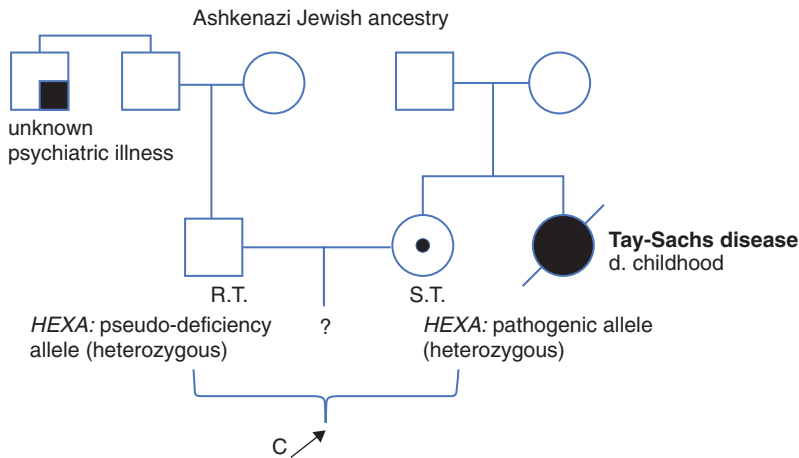 Ashkenazi Jewish ancestry
unknown
psychiatric illness
Tay-Sachs disease
d. childhood
R.T.
S.T.
HEXA: pseudo-deficiency
allele (heterozygous)
?
HEXA: pathogenic allele
(heterozygous)
C